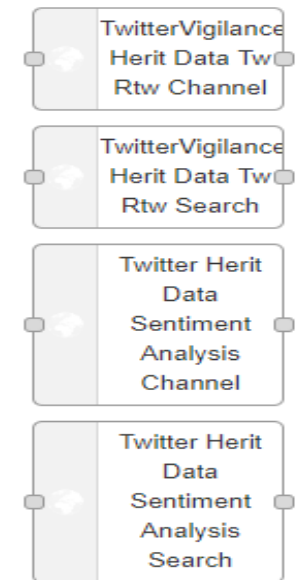 TwitterVigilance
Herit Data Tw
Rtw Channel
TwitterVigilance
Herit Data Tw
Rtw Search
Twitter Herit
Data
Sentiment
Analysis
Channel
Twitter Herit
Data
Sentiment
Analysis
Search